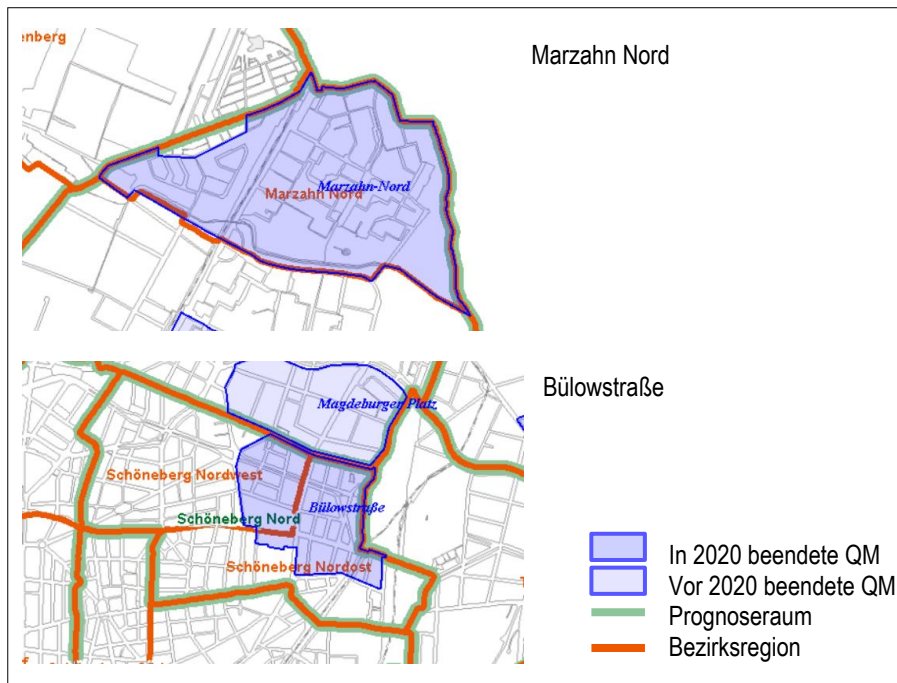 enberg
Marzahn Nord
Marzahn-Nord
Marzahn Nord
Magdeburger Platz
Bülowstraße
Schöneberg Nordwest
Bülowstraße
Schöneberg Nord
Schöneberg Nordost
In 2020 beendete QM
Vor 2020 beendete QM
Prognoseraum
Bezirksregion